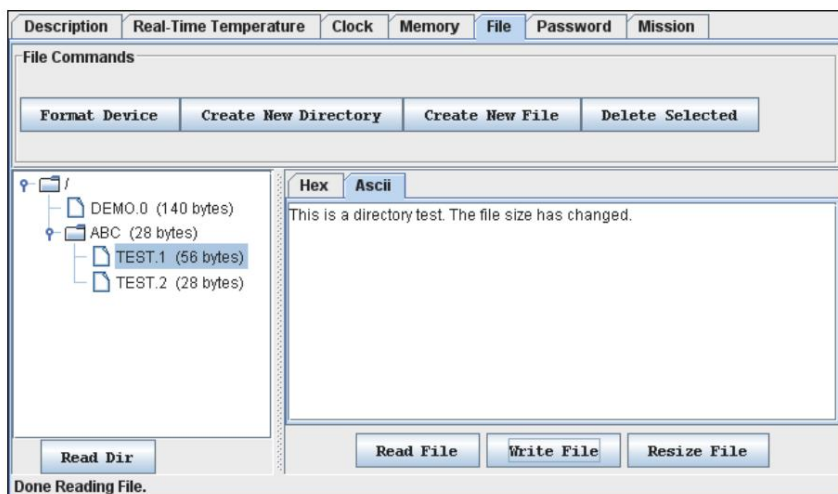 Description Real-Time Temperature Clock Memory File Password Mission
File Commands
Format Device Create New Directory Create New File Delete Selected
/
DEMO.0 (140 bytes)
ABC (28 bytes)
TEST.1 (56 bytes)
TEST.2 (28 bytes)
Read Dir
Hex Ascii
This is a directory test. The file size has changed.
Read File Write File Resize File
Done Reading File.